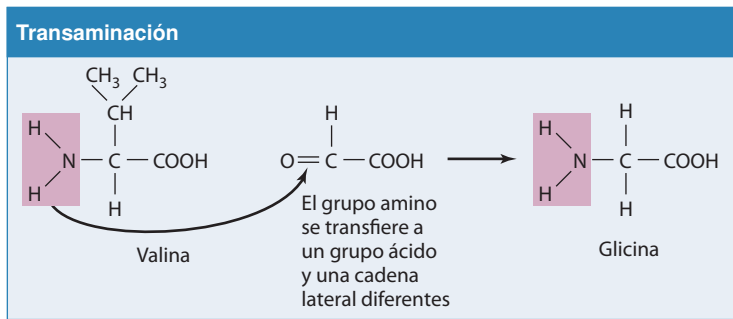 Transaminación
CH3 CH3
CH
H
N — C — COOH
H
H
Valina
H
O=C — COOH
El grupo amino
se transfiere a
un grupo ácido
y una cadena
lateral diferentes
H
H
N — C — COOH
H
H
Glicina